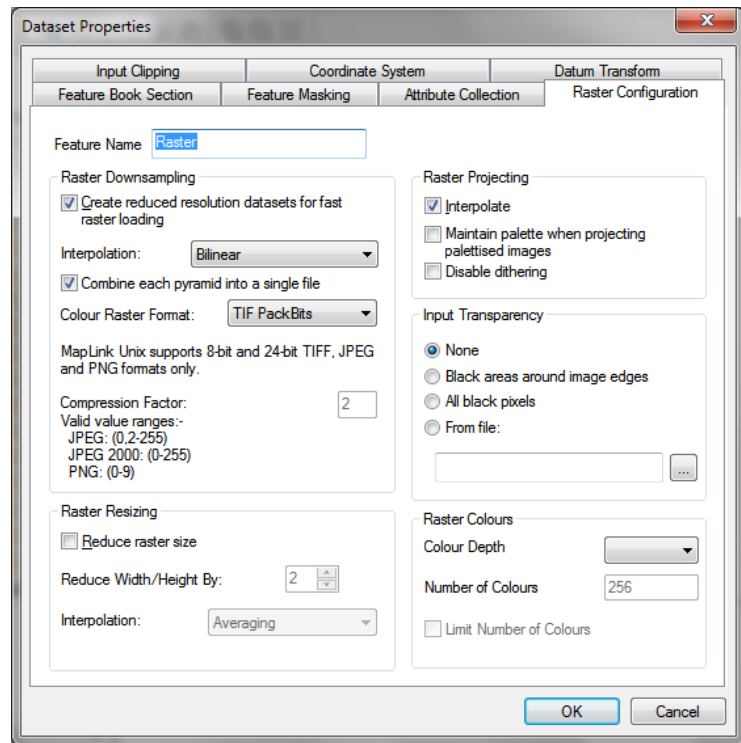 Dataset Properties
Input Clipping
Coordinate System
Datum Transform
Feature Book Section
Feature Masking
Attribute Collection
Raster Configuration
Feature Name
Raster
Raster Downsampling
Create reduced resolution datasets for fast
raster loading
Interpolation:
Bilinear
Combine each pyramid into a single file
Colour Raster Format:
TIF PackBits
MapLink Unix supports 8-bit and 24-bit TIFF, JPEG
and PNG formats only.
Compression Factor:
2
Valid value ranges:-
JPEG: (0,2-255)
JPEG 2000: (0-255)
PNG: (0-9)
Raster Resizing
Reduce raster size
Reduce Width/Height By:
2
Interpolation:
Averaging
Raster Projecting
Interpolate
Maintain palette when projecting
palettised images
Disable dithering
Input Transparency
None
Black areas around image edges
All black pixels
From file:
...
Raster Colours
Colour Depth
Number of Colours
256
Limit Number of Colours
OK
Cancel